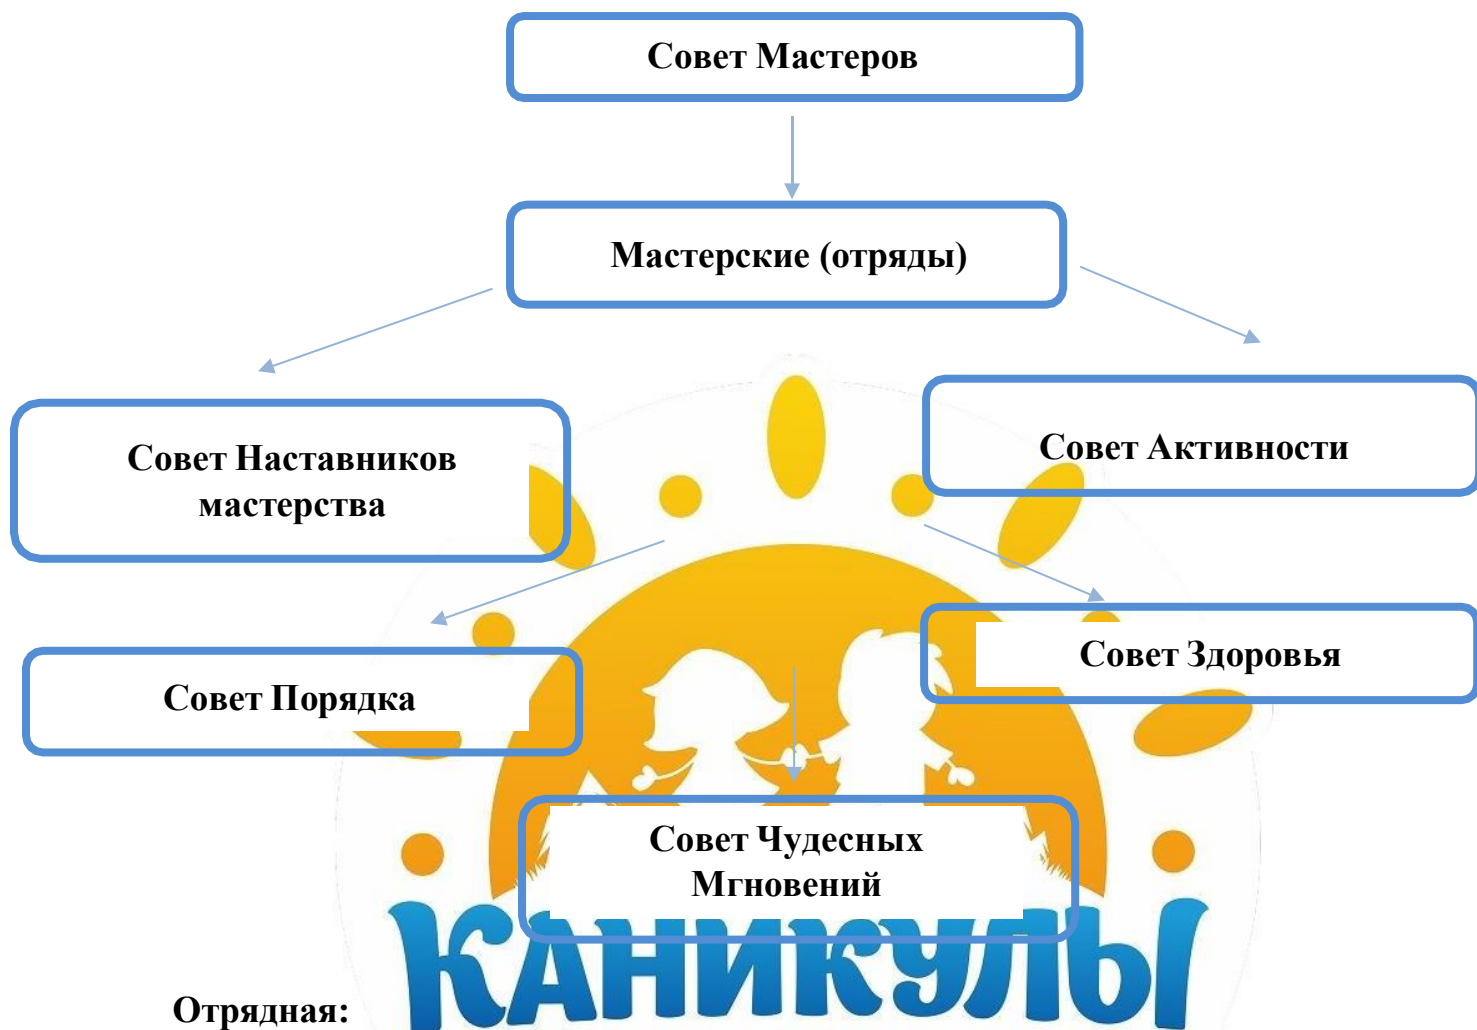 Совет Мастеров
Мастерские (отряды)
Совет Наставников
мастерства
Совет Активности
Совет Порядка
Совет Здоровья
Совет Чудесных
Мгновений
КАНИКУЛЫ
Отрядная: